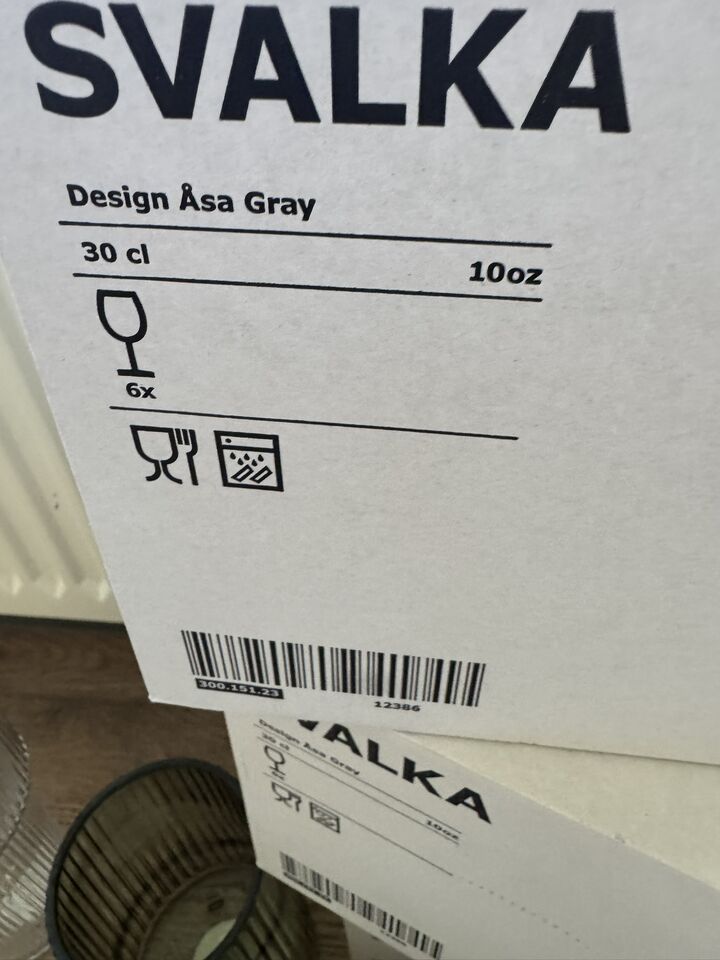 SVALKA
Design Åsa Gray
30 cl 10oz
6x
300.151.23 12386
VALKA
Design Åsa Gray
30 cl
10oz